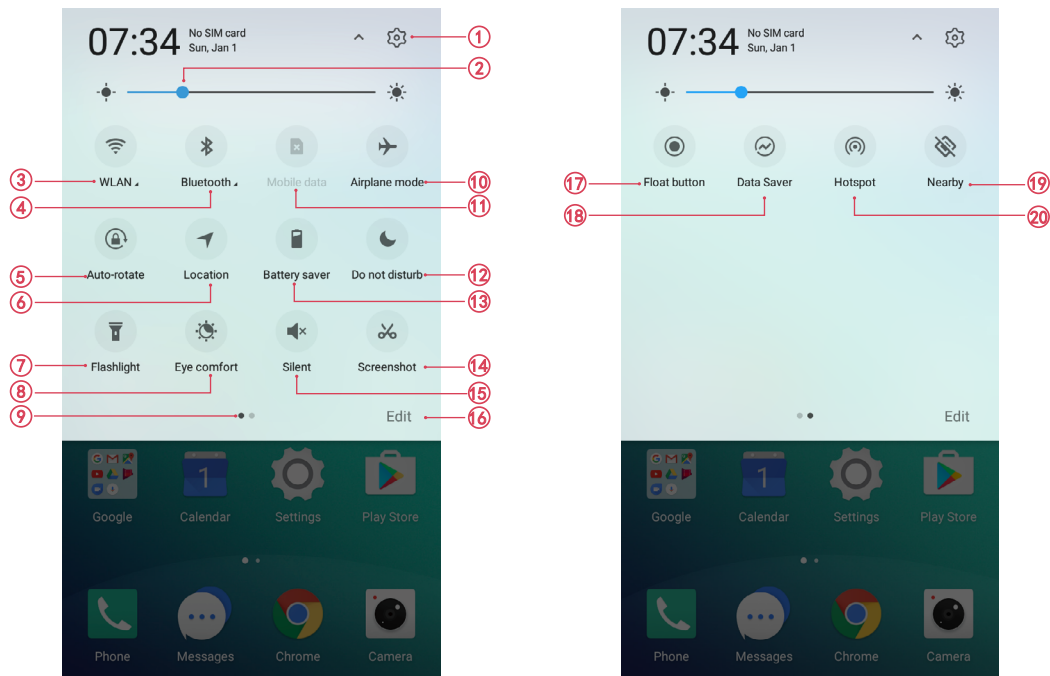 07:34 No SIM card
Sun, Jan 1
①
②
③ WLAN Bluetooth Mobile data Airplane mode ⑩
④ ⑪
⑤ Auto-rotate Location Battery saver Do not disturb ⑫
⑥ ⑬
⑦ Flashlight Eye comfort Silent Screenshot ⑭
⑧ ⑮
⑨ Edit ⑯
1
Google Calendar Settings Play Store
Phone Messages Chrome Camera
07:34 No SIM card
Sun, Jan 1
⑰ Float button Data Saver Hotspot Nearby ⑲
⑱ ⑳
Edit
1
Google Calendar Settings Play Store
Phone Messages Chrome Camera